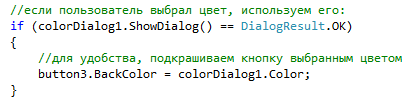 //если пользователь выбрал цвет, используем его:
if (colorDialog1.ShowDialog() == DialogResult.OK)
{
//для удобства, подкрашиваем кнопку выбранным цветом
button3.BackColor = colorDialog1.Color;
}